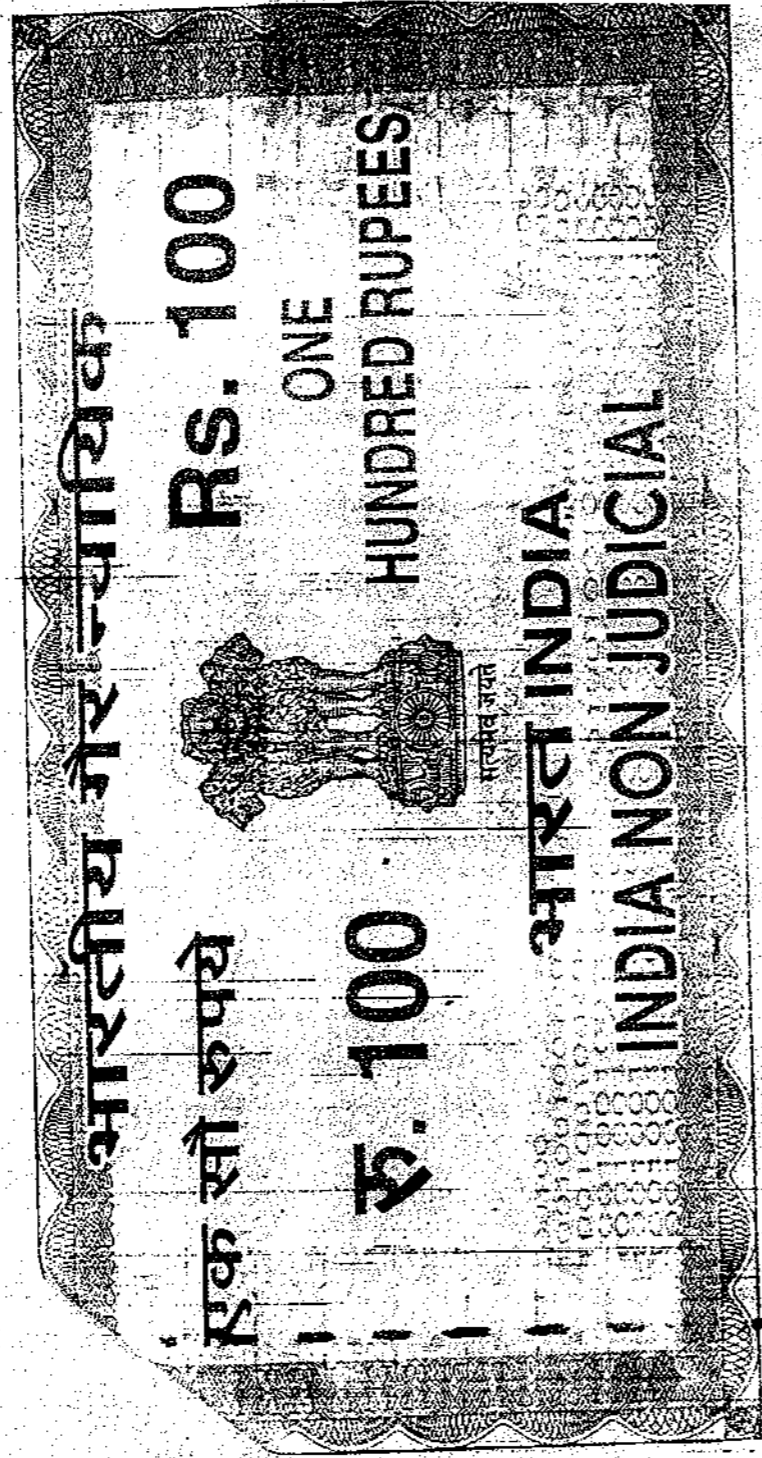 भारतीय गैर न्यायिक
एक सौ रुपये
Rs. 100
रु. 100
ONE
HUNDRED RUPEES
सत्यमेव जयते
भारत INDIA
INDIA NON JUDICIAL